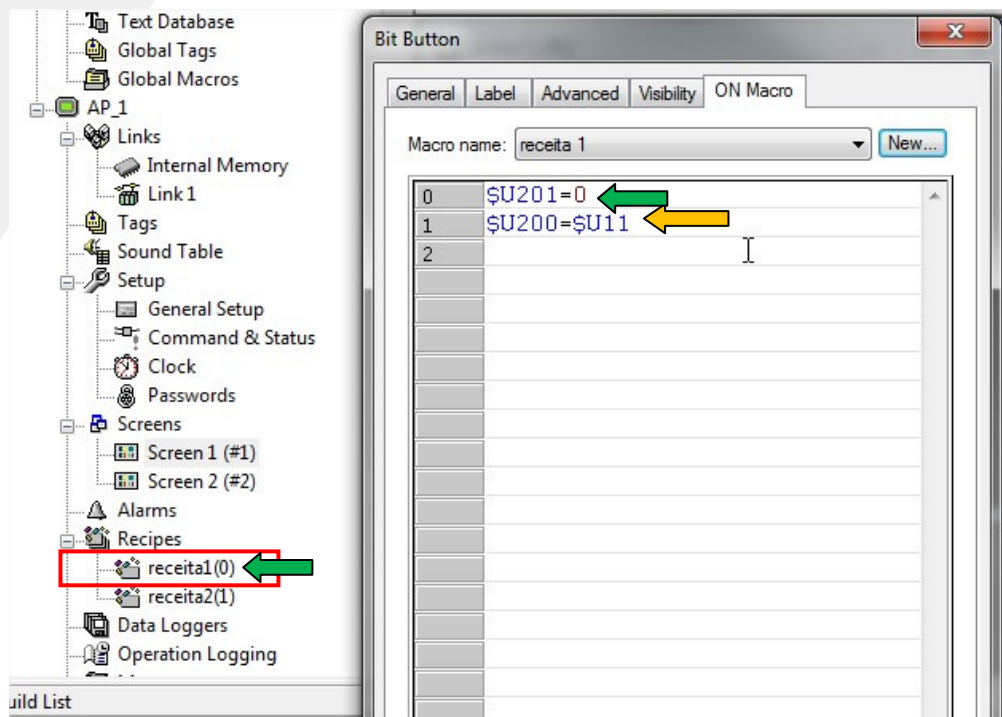 Text Database
Global Tags
Global Macros
AP_1
Links
Internal Memory
Link 1
Tags
Sound Table
Setup
General Setup
Command & Status
Clock
Passwords
Screens
Screen 1 (#1)
Screen 2 (#2)
Alarms
Recipes
receita1(0)
receita2(1)
Data Loggers
Operation Logging
uild List
Bit Button
General Label Advanced Visibility ON Macro
Macro name: receita 1 New...
0 $U201=0
1 $U200=$U11
2